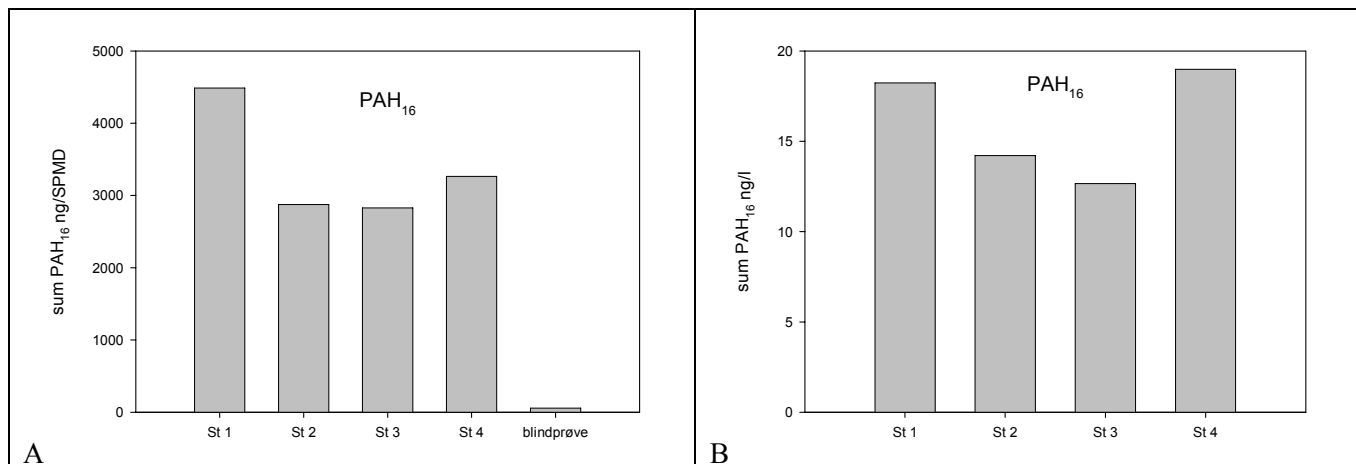 5000
4000
3000
2000
1000
0
sum PAH16 ng/SPMD
PAH16
St 1 St 2 St 3 St 4 blindprøve
A
20
15
10
5
0
sum PAH16 ng/l
PAH16
St 1 St 2 St 3 St 4
B